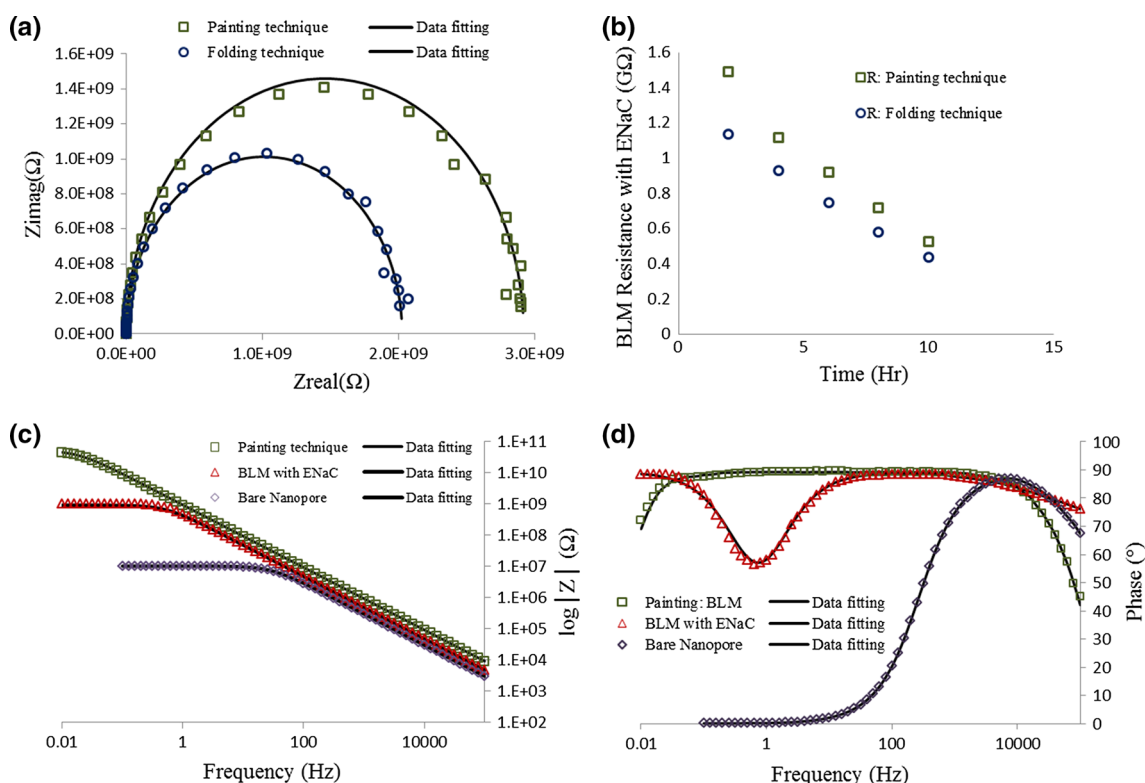 (a)
Painting technique Data fitting
Folding technique Data fitting
1.6E+09
1.4E+09
1.2E+09
1.0E+09
8.0E+08
6.0E+08
4.0E+08
2.0E+08
0.0E+00
Zimag(Ω)
0.E+00 1.E+09 2.E+09 3.E+09
Zreal(Ω)
(b)
1.6
1.4
1.2
1
0.8
0.6
0.4
0.2
0
BLM Resistance with ENaC (GΩ)
R: Painting technique
R: Folding technique
0 5 10 15
Time (Hr)
(c)
Painting technique Data fitting
BLM with ENaC Data fitting
Bare Nanopore Data fitting
1.E+11
1.E+10
1.E+09
1.E+08
1.E+07
1.E+06
1.E+05
1.E+04
1.E+03
1.E+02
log|Z| (Ω)
0.01 1 100 10000
Frequency (Hz)
(d)
100
90
80
70
60
50
40
30
20
10
0
Phase (°)
Painting: BLM Data fitting
BLM with ENaC Data fitting
Bare Nanopore Data fitting
0.01 1 100 10000
Frequency (Hz)